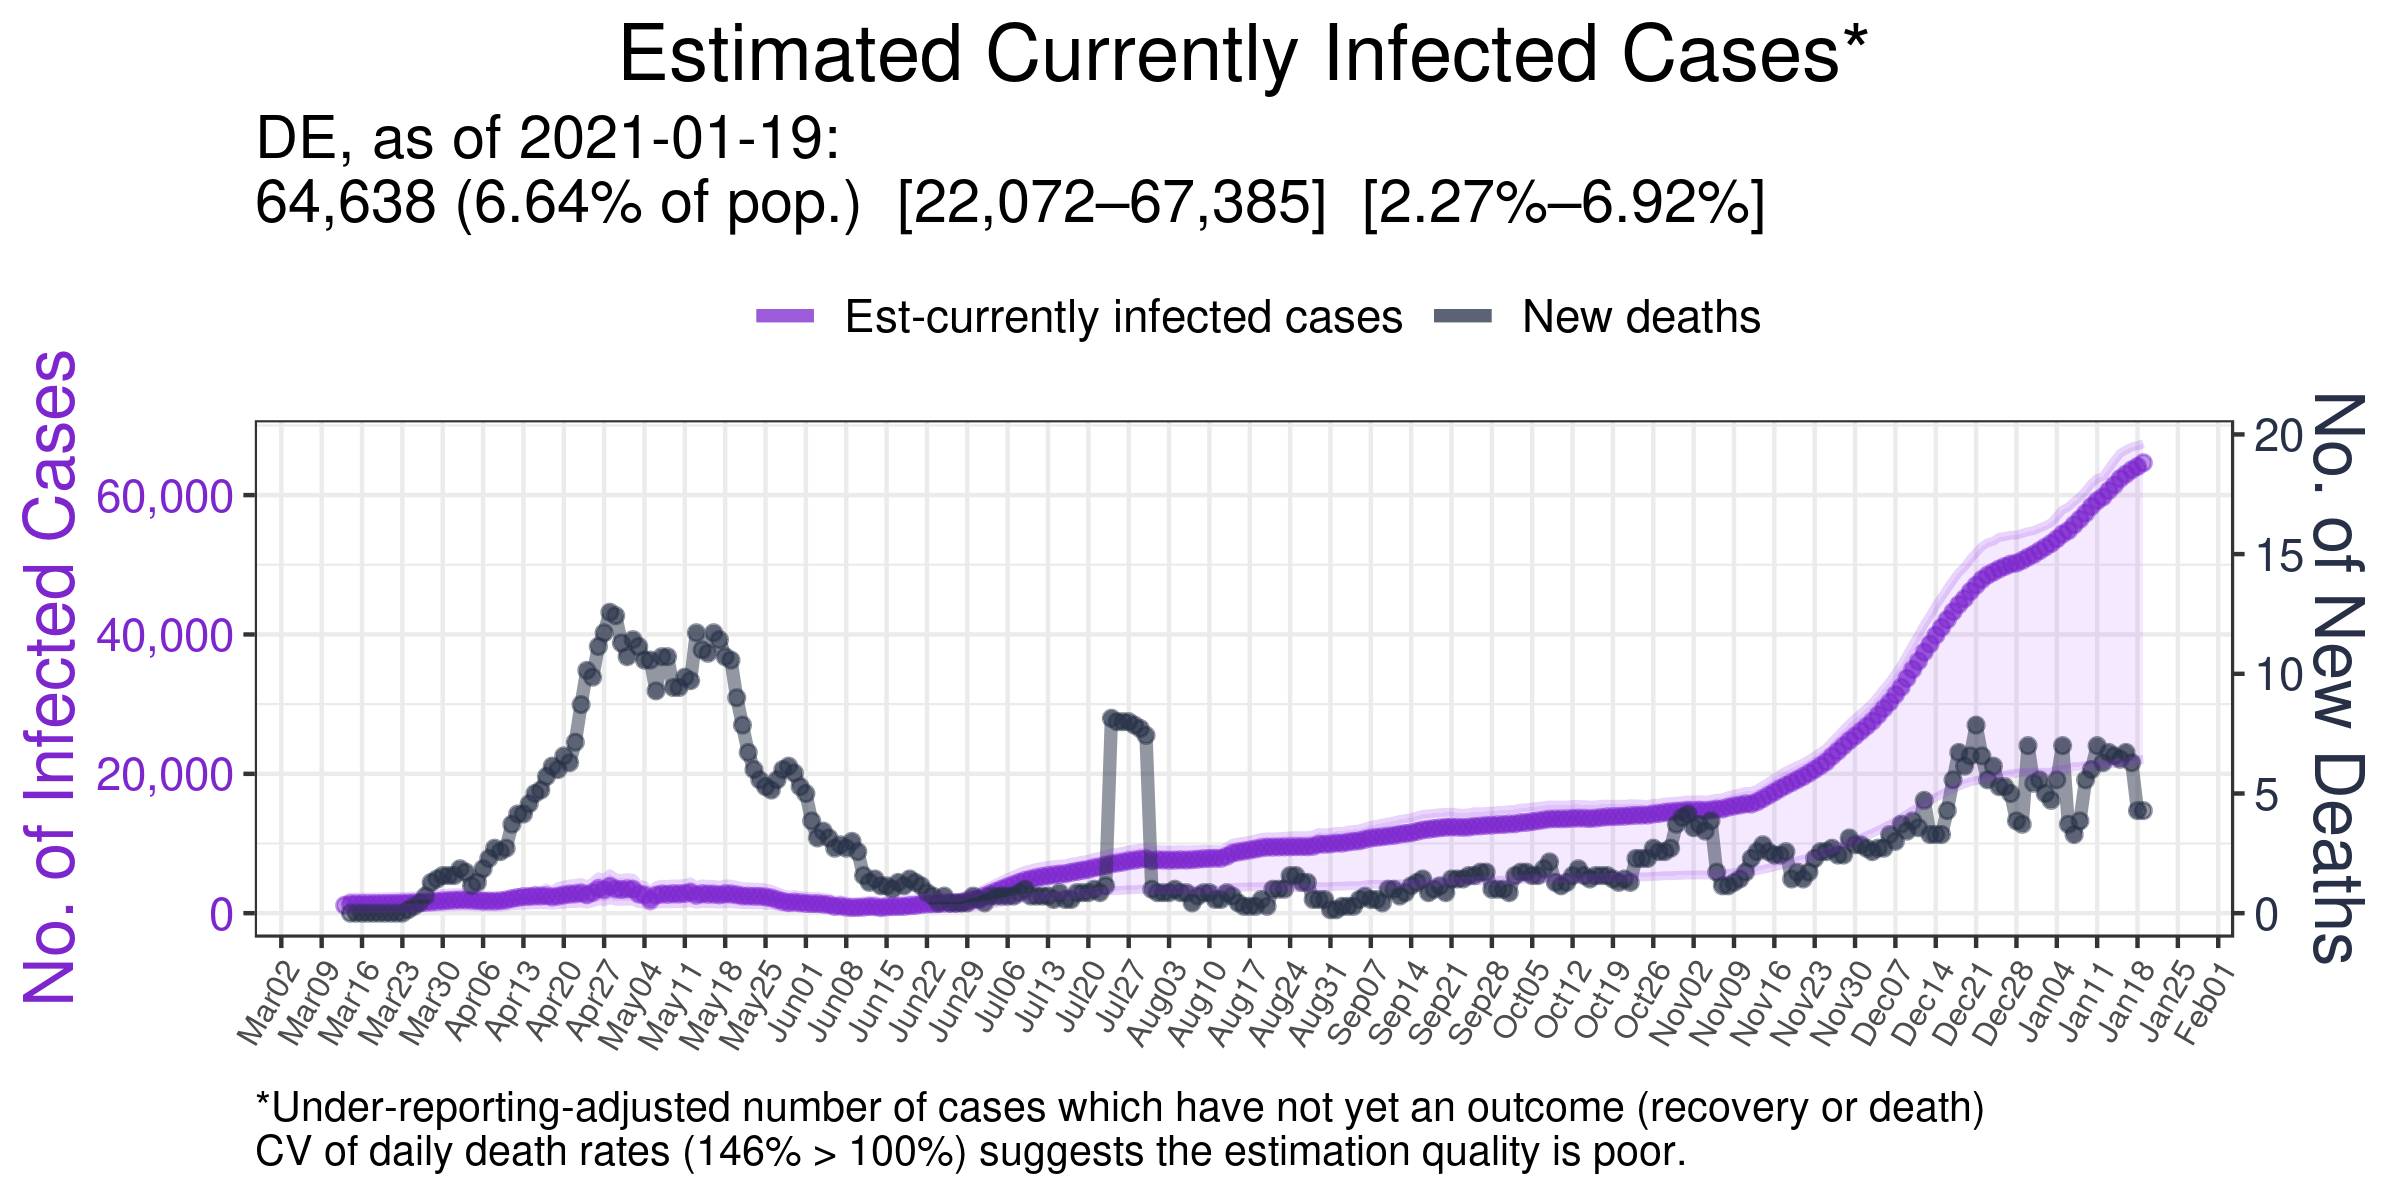 Estimated Currently Infected Cases*
DE, as of 2021-01-19:
64,638 (6.64% of pop.) [22,072–67,385] [2.27%–6.92%]
Est-currently infected cases New deaths
No. of Infected Cases
60,000
40,000
20,000
0
20
15
10
5
0
No. of New Deaths
Mar02 Mar09 Mar16 Mar23 Mar30 Apr06 Apr13 Apr20 Apr27 May04 May11 May18 May25 Jun01 Jun08 Jun15 Jun22 Jun29 Jul06 Jul13 Jul20 Jul27 Aug03 Aug10 Aug17 Aug24 Aug31 Sep07 Sep14 Sep21 Sep28 Oct05 Oct12 Oct19 Oct26 Nov02 Nov09 Nov16 Nov23 Nov30 Dec07 Dec14 Dec21 Dec28 Jan04 Jan11 Jan18 Jan25 Feb01
*Under-reporting-adjusted number of cases which have not yet an outcome (recovery or death)
CV of daily death rates (146% > 100%) suggests the estimation quality is poor.